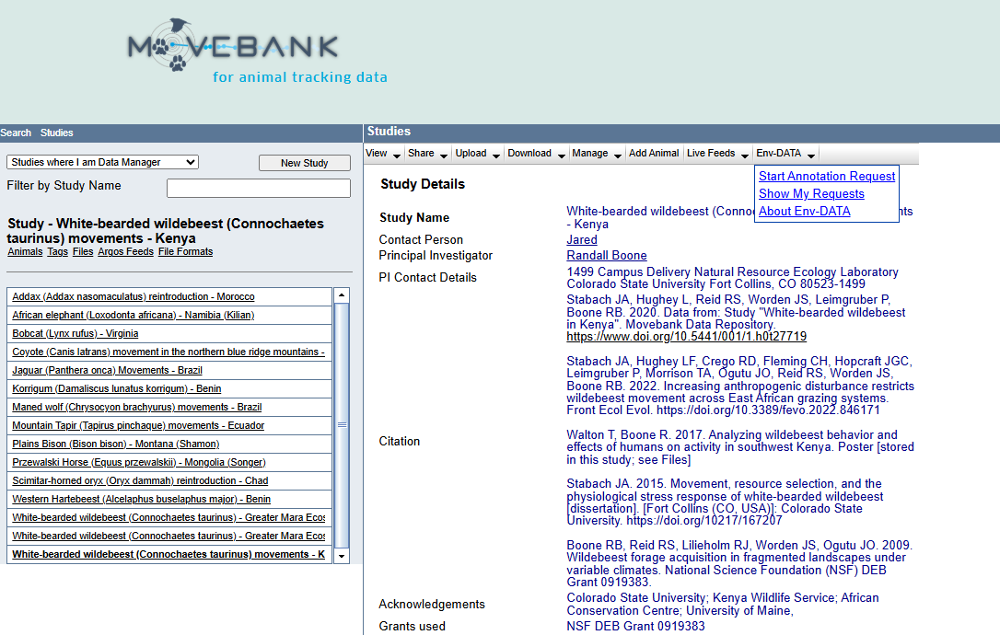 MOVEBANK
for animal tracking data
Search Studies
Studies where I am Data Manager
New Study
Filter by Study Name
Study - White-bearded wildebeest (Connochaetes
taurinus) movements - Kenya
Animals Tags Files Argos Feeds File Formats
Addax (Addax nasomaculatus) reintroduction - Morocco
African elephant (Loxodonta africana) - Namibia (Kilian)
Bobcat (Lynx rufus) - Virginia
Coyote (Canis latrans) movement in the northern blue ridge mountains -
Jaguar (Panthera onca) Movements - Brazil
Korrigum (Damaliscus lunatus korrigum) - Benin
Maned wolf (Chrysocyon brachyurus) movements - Brazil
Mountain Tapir (Tapirus pinchaque) movements - Ecuador
Plains Bison (Bison bison) - Montana (Shamon)
Przewalski Horse (Equus przewalskii) - Mongolia (Songer)
Scimitar-horned oryx (Oryx dammah) reintroduction - Chad
Western Hartebeest (Alcelaphus buselaphus major) - Benin
White-bearded wildebeest (Connochaetes taurinus) - Greater Mara Ecos
White-bearded wildebeest (Connochaetes taurinus) - Greater Mara Ecos
White-bearded wildebeest (Connochaetes taurinus) movements - K
Studies
View Share Upload Download Manage Add Animal Live Feeds Env-DATA
Start Annotation Request
Show My Requests
About Env-DATA
Study Details
Study Name
White-bearded wildebeest (Conno nts
- Kenya
Contact Person Jared
Principal Investigator Randall Boone
PI Contact Details
1499 Campus Delivery Natural Resource Ecology Laboratory
Colorado State University Fort Collins, CO 80523-1499
Citation
Stabach JA, Hughey L, Reid RS, Worden JS, Leimgruber P,
Boone RB. 2020. Data from: Study "White-bearded wildebeest
in Kenya". Movebank Data Repository.
https://www.doi.org/10.5441/001/1.h0t27719
Stabach JA, Hughey LF, Crego RD, Fleming CH, Hopcraft JGC,
Leimgruber P, Morrison TA, Ogutu JO, Reid RS, Worden JS,
Boone RB. 2022. Increasing anthropogenic disturbance restricts
wildebeest movement across East African grazing systems.
Front Ecol Evol. https://doi.org/10.3389/fevo.2022.846171
Walton T, Boone R. 2017. Analyzing wildebeest behavior and
effects of humans on activity in southwest Kenya. Poster [stored
in this study; see Files]
Stabach JA. 2015. Movement, resource selection, and the
physiological stress response of white-bearded wildebeest
[dissertation]. [Fort Collins (CO, USA)]: Colorado State
University. https://doi.org/10217/167207
Boone RB, Reid RS, Lilieholm RJ, Worden JS, Ogutu JO. 2009.
Wildebeest forage acquisition in fragmented landscapes under
variable climates. National Science Foundation (NSF) DEB
Grant 0919383.
Acknowledgements
Colorado State University; Kenya Wildlife Service; African
Conservation Centre; University of Maine,
Grants used
NSF DEB Grant 0919383